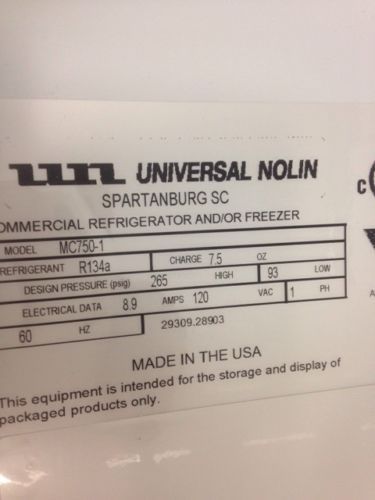 UNIVERSAL NOLIN
SPARTANBURG SC
OMMERCIAL REFRIGERATOR AND/OR FREEZER
MODEL MC750-1
REFRIGERANT R134a CHARGE 7.5 OZ
DESIGN PRESSURE (psig) 265 HIGH 93 LOW
ELECTRICAL DATA 8.9 AMPS 120 VAC 1 PH
60 HZ 29309.28903
MADE IN THE USA
This equipment is intended for the storage and display of
packaged products only.